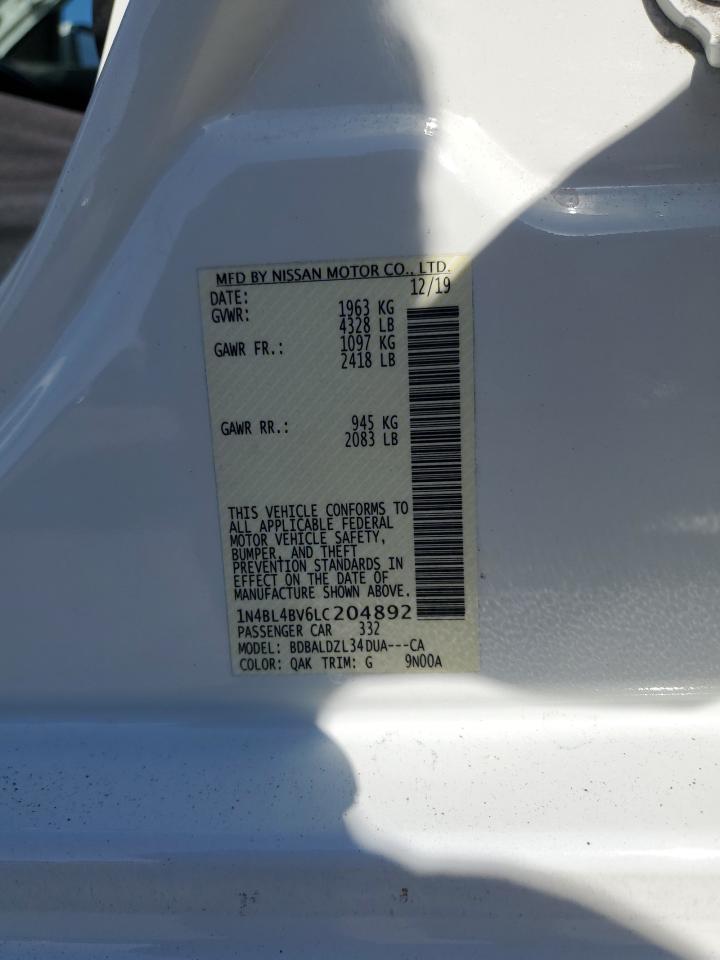 MFD BY NISSAN MOTOR CO., LTD.
DATE: 12/19
GVWR: 1963 KG
4328 LB
GAWR FR.: 1097 KG
2418 LB
GAWR RR.: 945 KG
2083 LB
THIS VEHICLE CONFORMS TO
ALL APPLICABLE FEDERAL
MOTOR VEHICLE SAFETY,
BUMPER, AND THEFT
PREVENTION STANDARDS IN
EFFECT ON THE DATE OF
MANUFACTURE SHOWN ABOVE.
1N4BL4BV6LC204892
PASSENGER CAR 332
MODEL: BDBALDZL34DUA---CA
COLOR: QAK TRIM: G 9N00A